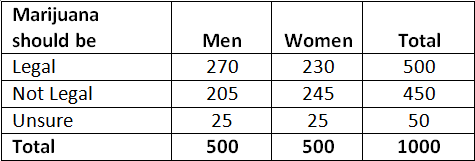 Marijuana
should be Men Women Total
Legal 270 230 500
Not Legal 205 245 450
Unsure 25 25 50
Total 500 500 1000